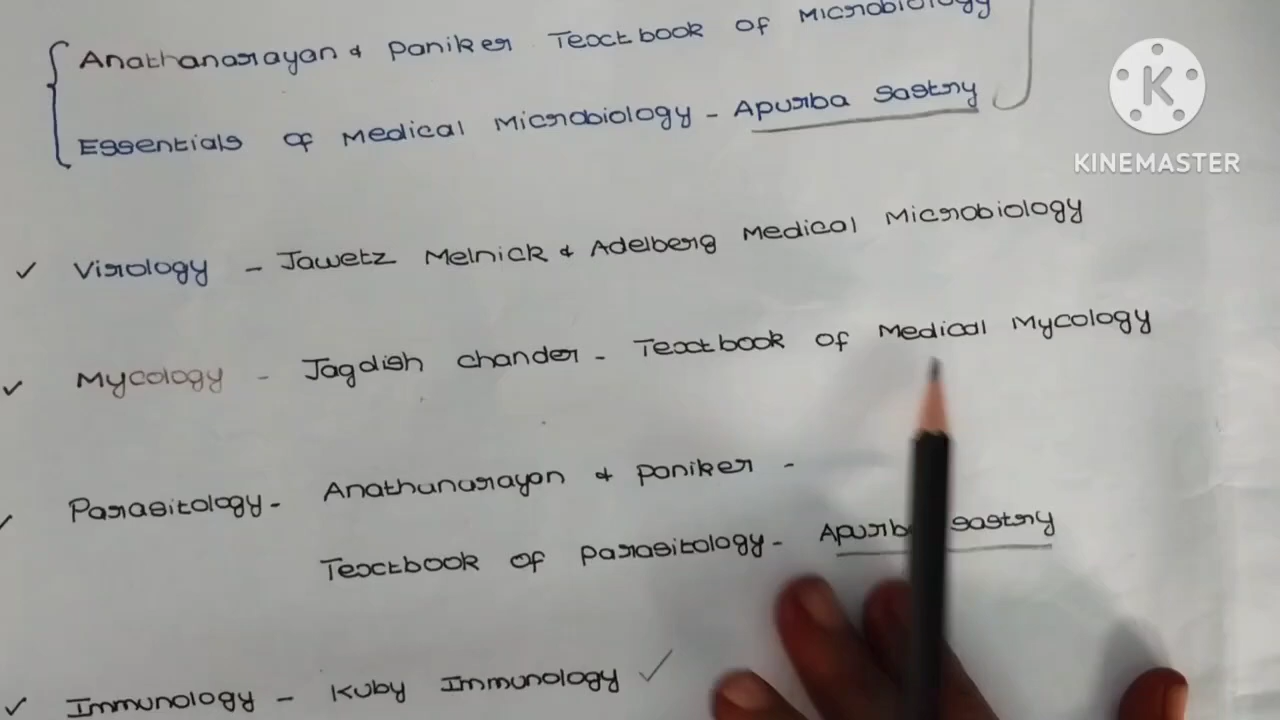 Anathanarayan & Paniker Textbook of Microbiology
Essentials of Medical Microbiology - Apurba Sastry
K
KINEMASTER
✓ Virology - Jawetz Melnick & Adelberg Medical Microbiology
✓ Mycology - Jagdish Chander - Textbook of Medical Mycology
✓ Parasitology - Anathanarayan & Paniker -
Textbook of Parasitology - Apurba Sastry
✓ Immunology - Kuby Immunology ✓